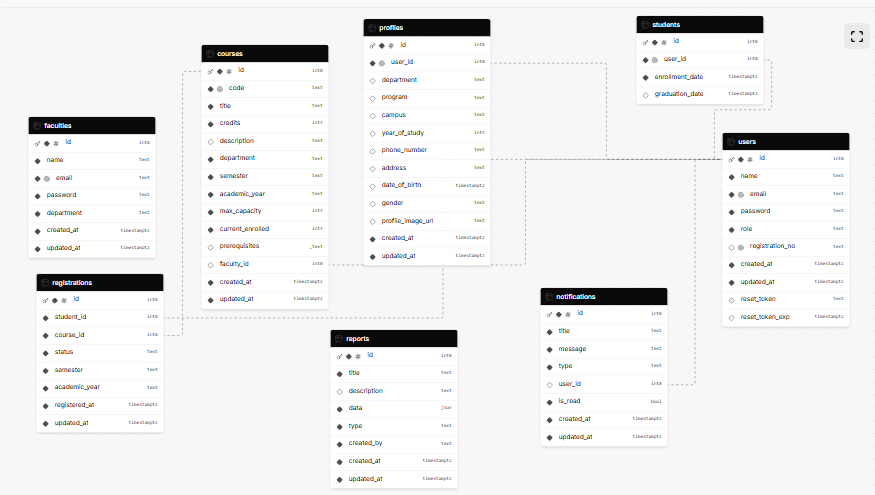 faculties
id int8
name text
email text
password text
department text
created_at timestamptz
updated_at timestamptz
courses
id int8
code text
title text
credits int4
description text
department text
semester text
academic_year text
max_capacity int4
current_enrolled int4
prerequisites _text
faculty_id int8
created_at timestamptz
updated_at timestamptz
profiles
id int8
user_id int8
department text
program text
campus text
year_of_study int4
phone_number text
address text
date_of_birth timestamptz
gender text
profile_image_url text
created_at timestamptz
updated_at timestamptz
students
id int8
user_id int8
enrollment_date timestamptz
graduation_date timestamptz
users
id int8
name text
email text
password text
role text
registration_no text
created_at timestamptz
updated_at timestamptz
reset_token text
reset_token_exp timestamptz
registrations
id int8
student_id int8
course_id int8
status text
semester text
academic_year text
registered_at timestamptz
updated_at timestamptz
reports
id int8
title text
description text
data json
type text
created_by text
created_at timestamptz
updated_at timestamptz
notifications
id int8
title text
message text
type text
user_id int8
is_read bool
created_at timestamptz
updated_at timestamptz